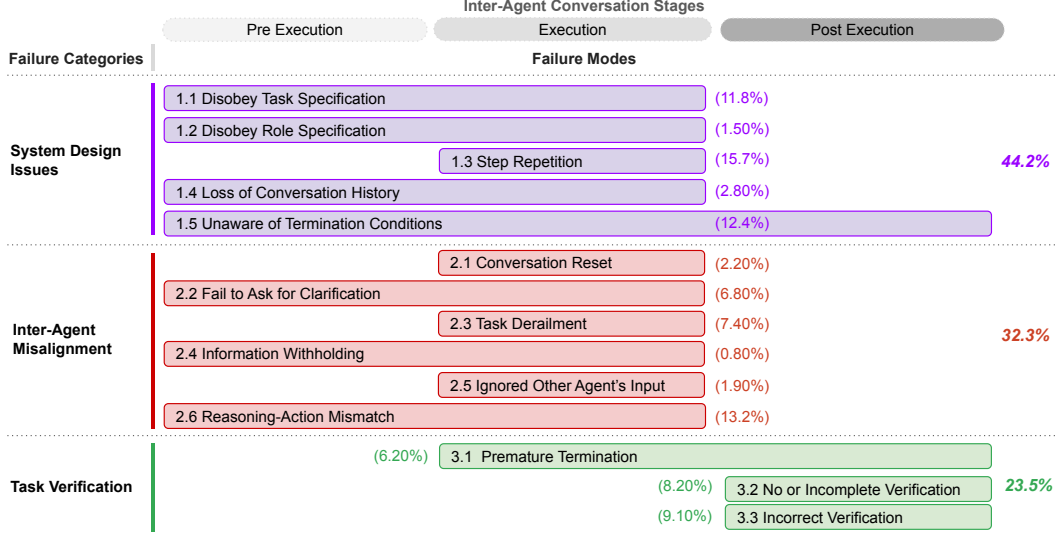 Inter-Agent Conversation Stages
Pre Execution
Execution
Post Execution
Failure Categories
Failure Modes
System Design
Issues
1.1 Disobey Task Specification
(11.8%)
1.2 Disobey Role Specification
(1.50%)
1.3 Step Repetition
(15.7%)
1.4 Loss of Conversation History
(2.80%)
1.5 Unaware of Termination Conditions
(12.4%)
44.2%
Inter-Agent
Misalignment
2.1 Conversation Reset
(2.20%)
2.2 Fail to Ask for Clarification
(6.80%)
2.3 Task Derailment
(7.40%)
2.4 Information Withholding
(0.80%)
2.5 Ignored Other Agent's Input
(1.90%)
2.6 Reasoning-Action Mismatch
(13.2%)
32.3%
Task Verification
(6.20%)
3.1 Premature Termination
(8.20%)
3.2 No or Incomplete Verification
(9.10%)
3.3 Incorrect Verification
23.5%